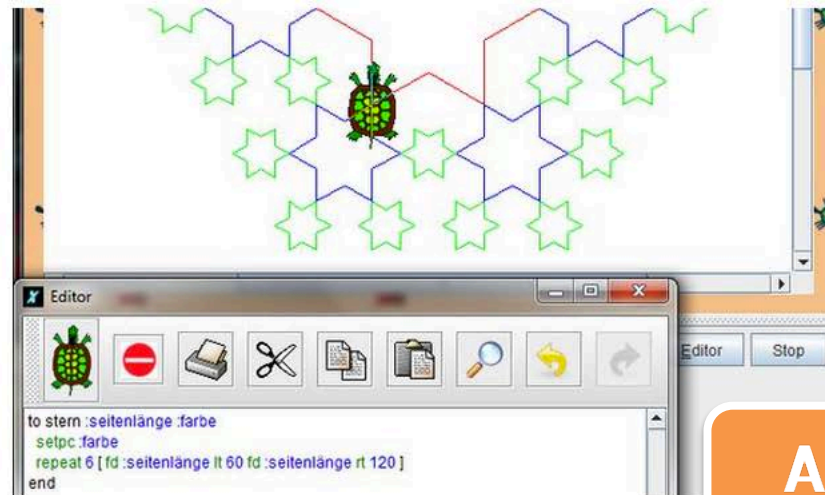 Editor
Editor
Stop
to stern :seitenlänge :farbe
setpc :farbe
repeat 6 [ fd :seitenlänge lt 60 fd :seitenlänge rt 120 ]
end
A